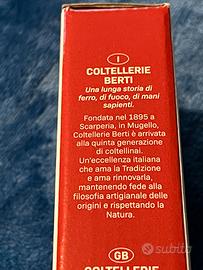 I
COLTELLERIE
BERTI
Una lunga storia di
ferro, di fuoco, di mani
sapienti.
Fondata nel 1895 a
Scarperia, in Mugello,
Coltellerie Berti è arrivata
alla quinta generazione
di coltellinai.
Un'eccellenza italiana
che ama la Tradizione
e ama rinnovarla,
mantenendo fede alla
filosofia artigianale delle
origini e rispettando la
Natura.
GB
COLTELLERIE
subito